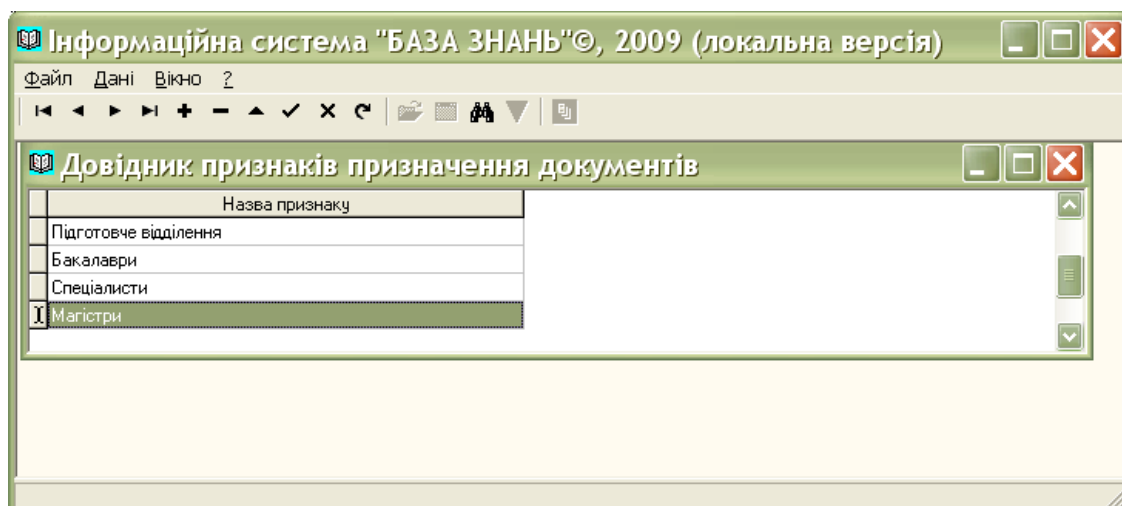 Інформаційна система "БАЗА ЗНАНЬ"©, 2009 (локальна версія)
Файл Дані Вікно ?
Довідник признаків призначення документів
Назва признаку
Підготовче відділення
Бакалаври
Спеціалисти
Магістри